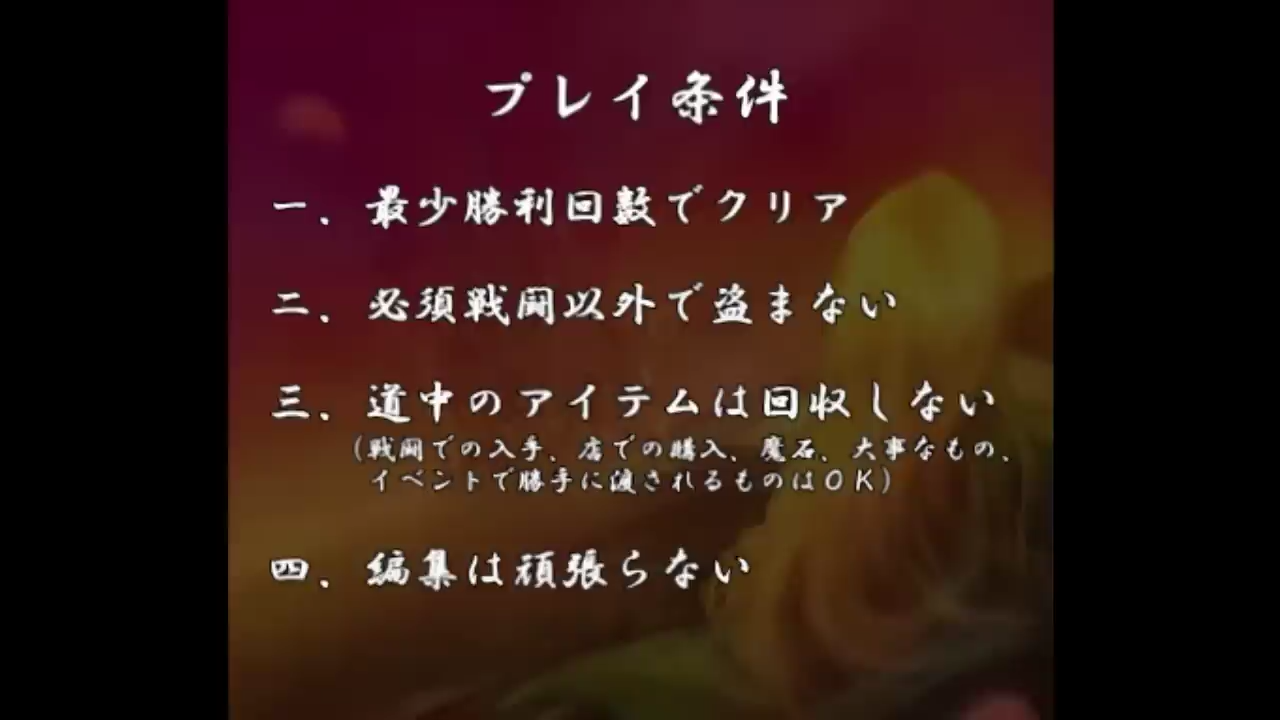 プレイ条件
一．最少勝利回数でクリア
二．必須戦闘以外で盗まない
三．道中のアイテムは回収しない
（戦闘での入手、店での購入、魔石、大事なもの、
イベントで勝手に渡されるものはＯＫ）
四．編集は頑張らない